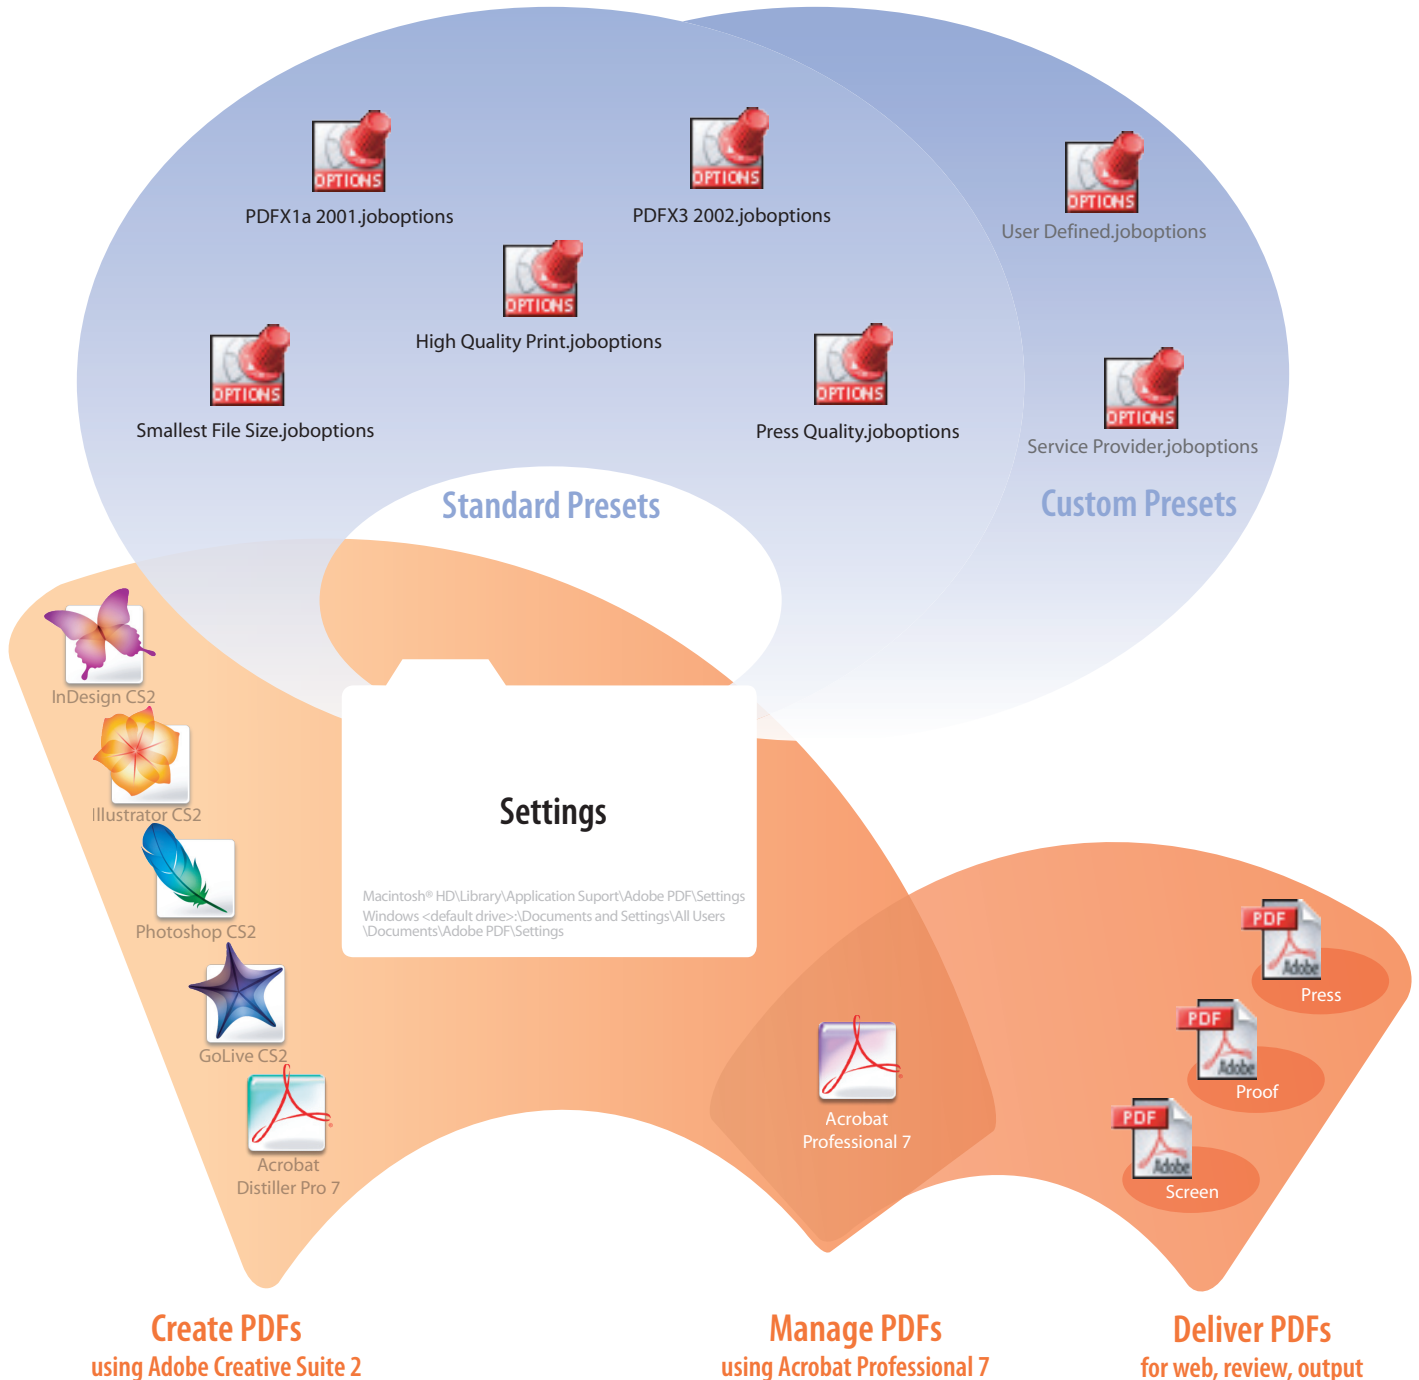 OPTIONS
PDFX1a 2001.joboptions
OPTIONS
PDFX3 2002.joboptions
OPTIONS
User Defined.joboptions
OPTIONS
High Quality Print.joboptions
OPTIONS
Smallest File Size.joboptions
OPTIONS
Press Quality.joboptions
OPTIONS
Service Provider.joboptions
Standard Presets
Custom Presets
InDesign CS2
Illustrator CS2
Photoshop CS2
GoLive CS2
Acrobat
Distiller Pro 7
Settings
Macintosh® HD\Library\Application Suport\Adobe PDF\Settings
Windows <default drive>:\Documents and Settings\All Users
\Documents\Adobe PDF\Settings
Acrobat
Professional 7
PDF
Adobe
Press
PDF
Adobe
Proof
PDF
Adobe
Screen
Create PDFs
using Adobe Creative Suite 2
Manage PDFs
using Acrobat Professional 7
Deliver PDFs
for web, review, output